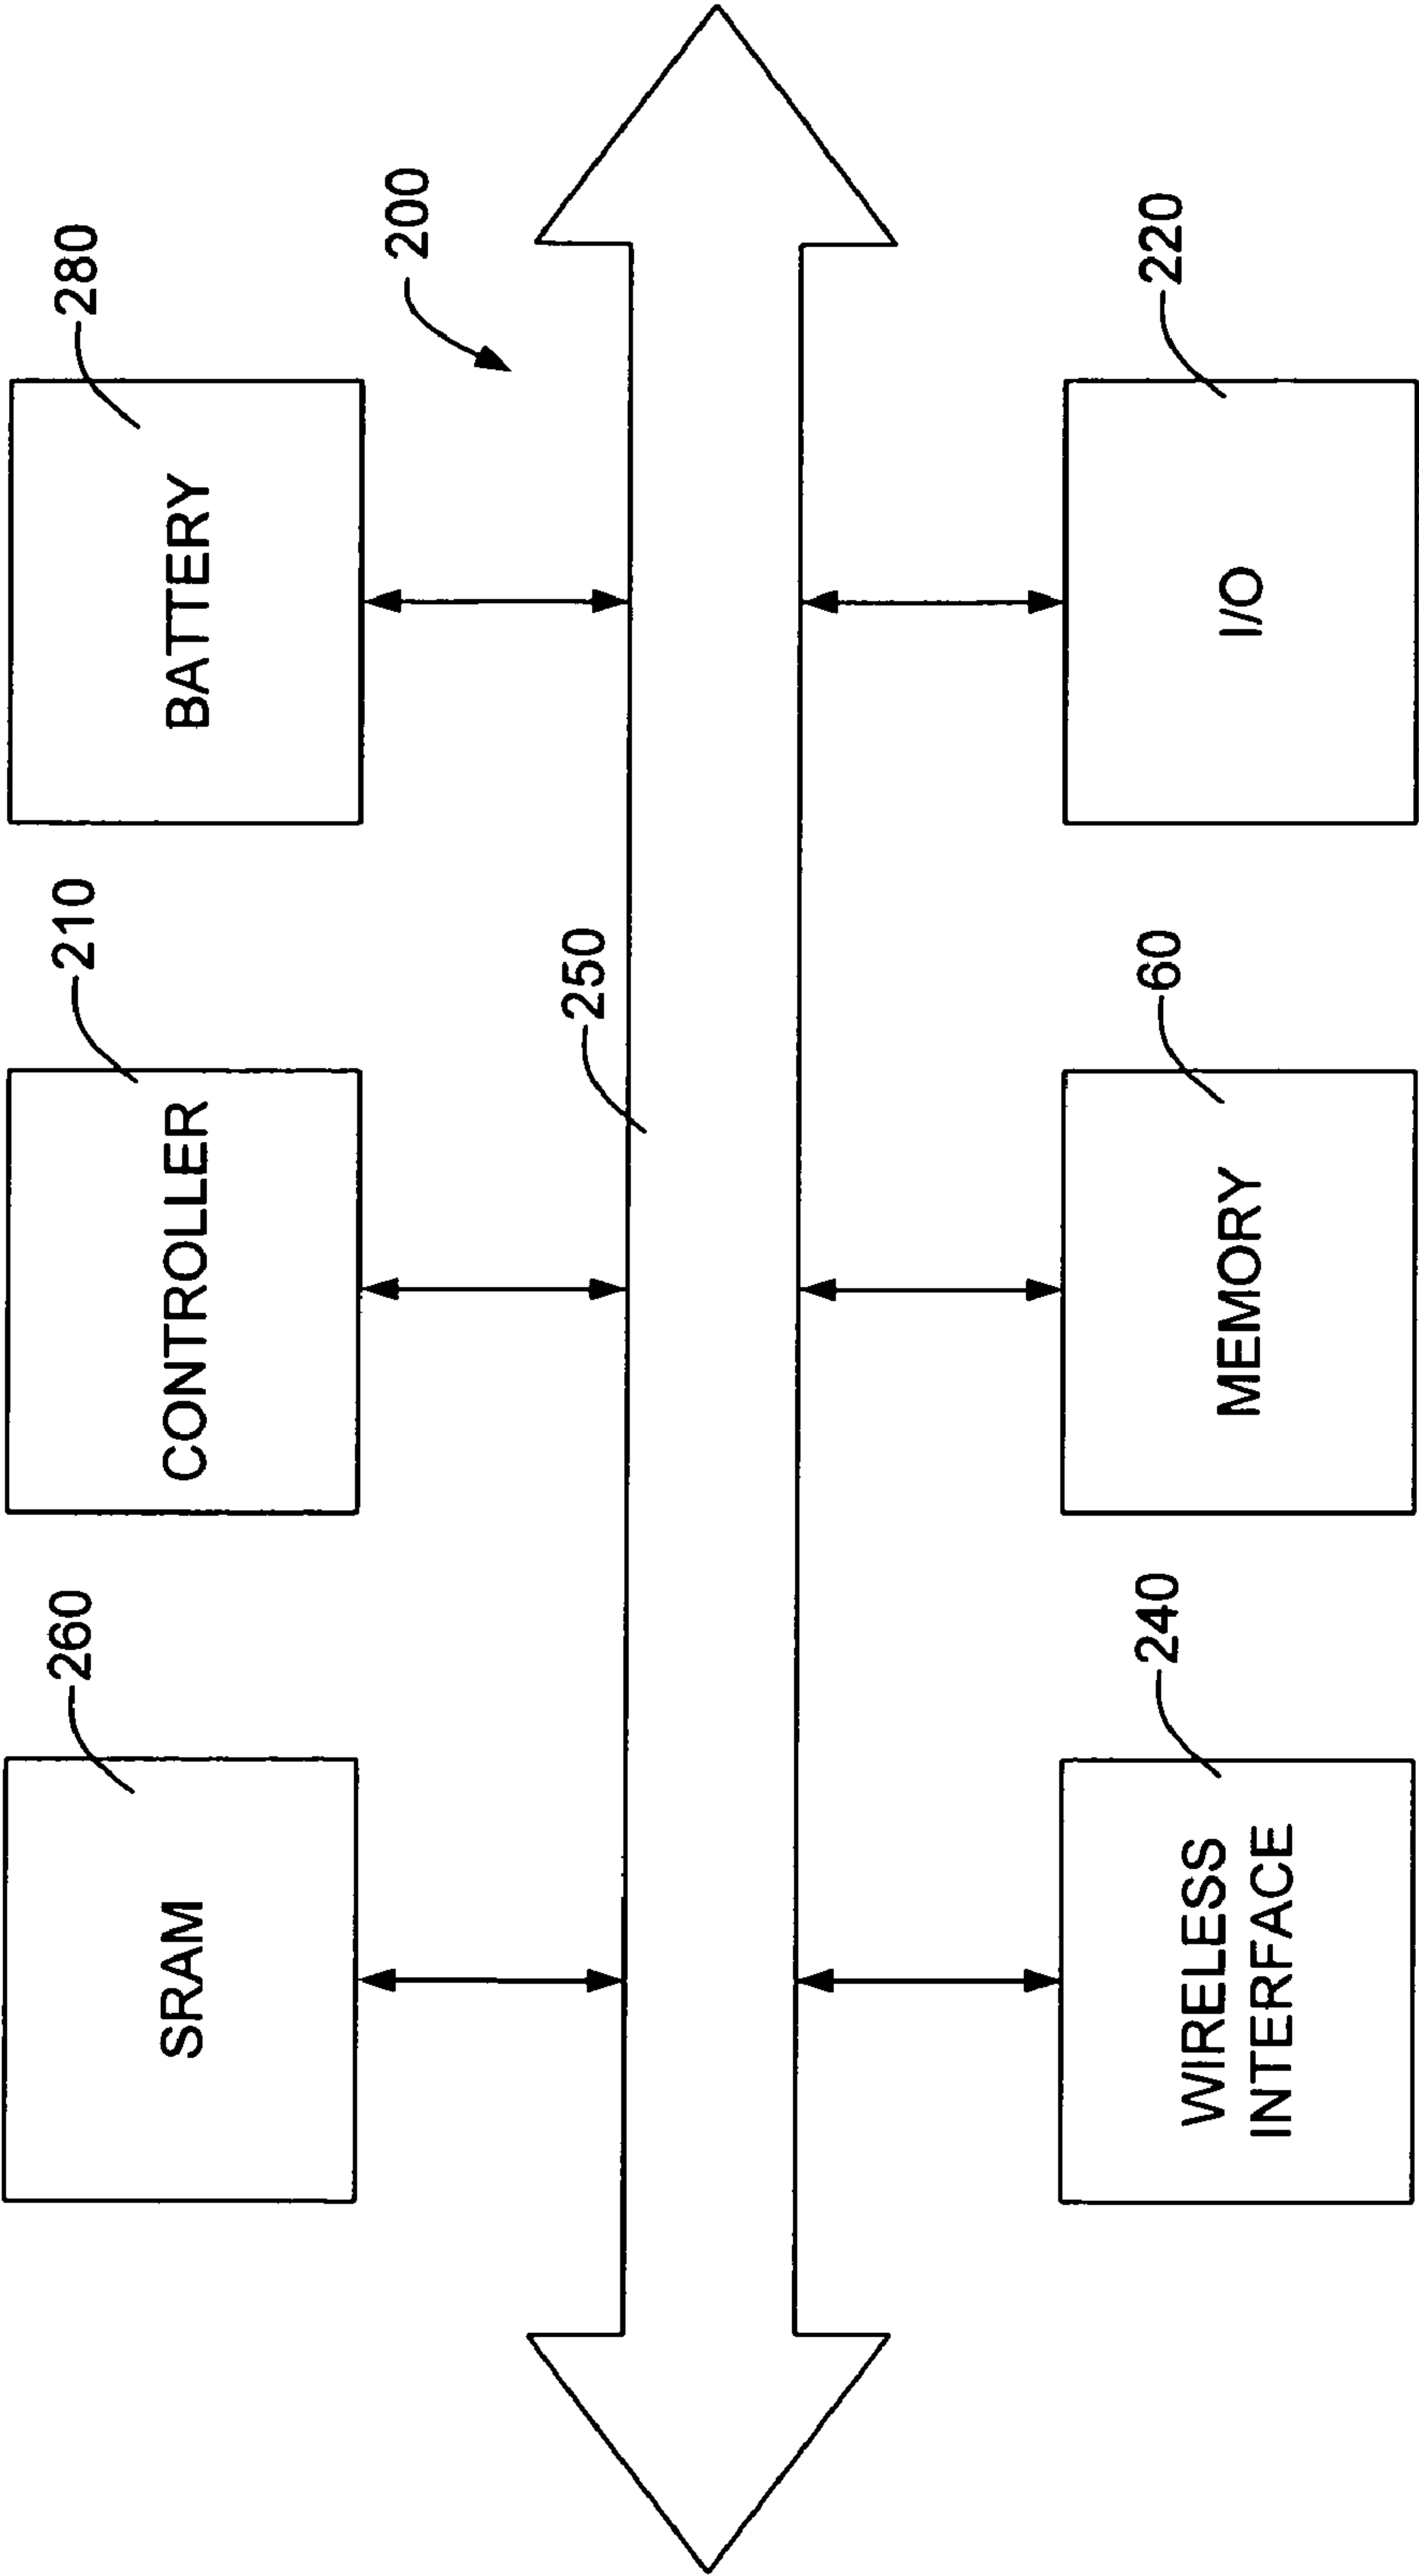 260
SRAM
210
CONTROLLER
280
BATTERY
200
250
240
WIRELESS
INTERFACE
60
MEMORY
220
I/O